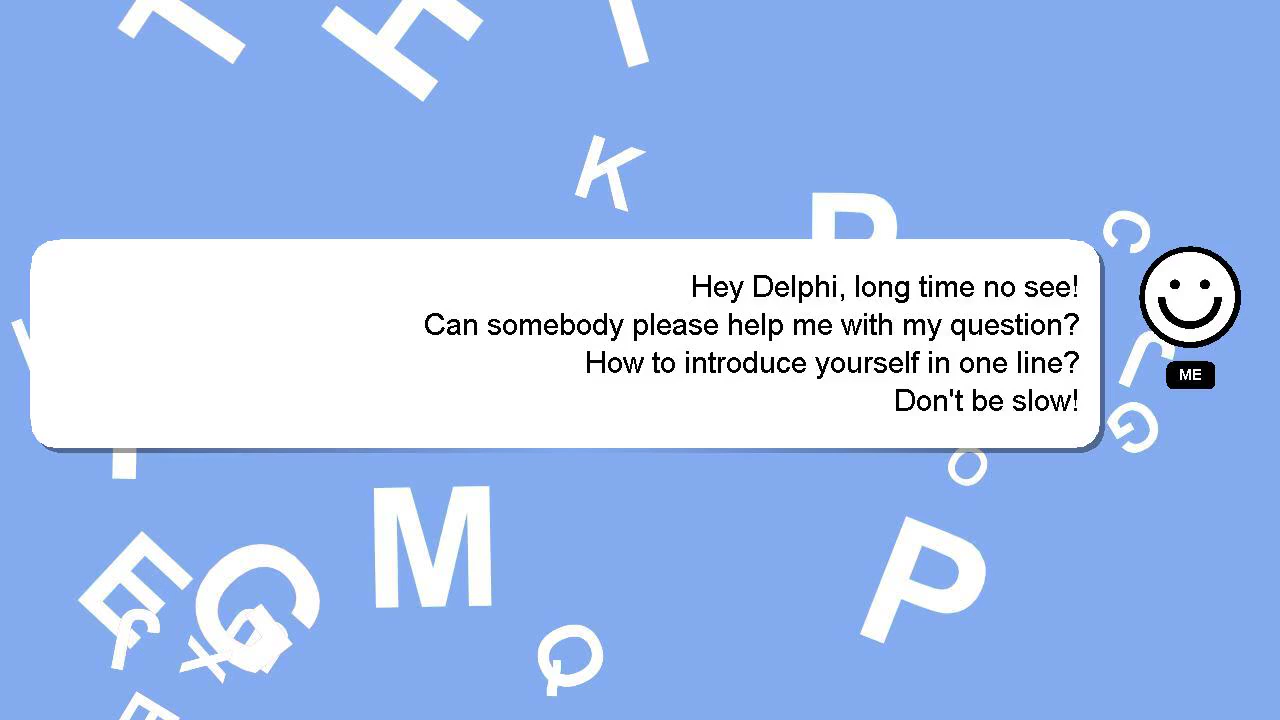 Hey Delphi, long time no see!
Can somebody please help me with my question?
How to introduce yourself in one line?
Don't be slow!
ME